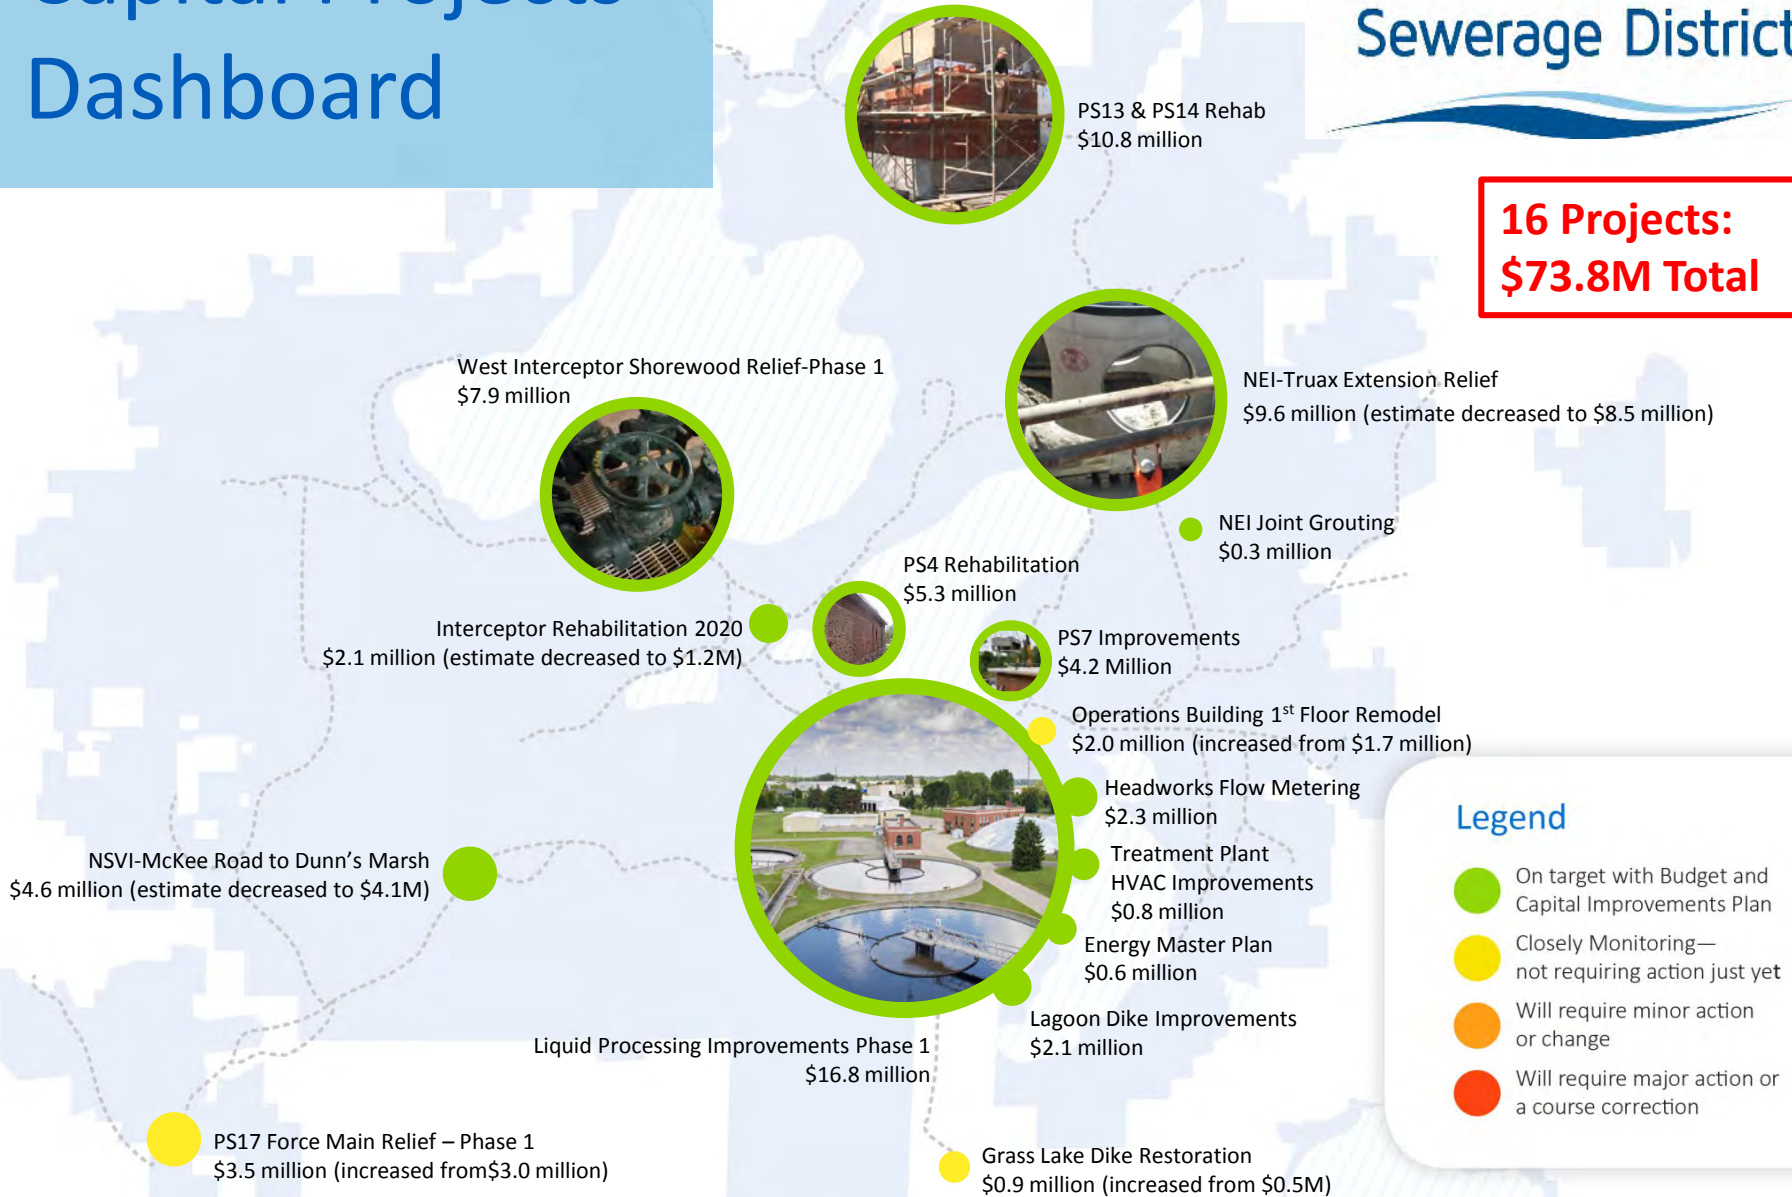 Capital Projects
Dashboard
Sewerage District
16 Projects:
$73.8M Total
PS13 & PS14 Rehab
$10.8 million
West Interceptor Shorewood Relief-Phase 1
$7.9 million
NEI-Truax Extension Relief
$9.6 million (estimate decreased to $8.5 million)
NEI Joint Grouting
$0.3 million
PS4 Rehabilitation
$5.3 million
Interceptor Rehabilitation 2020
$2.1 million (estimate decreased to $1.2M)
PS7 Improvements
$4.2 Million
Operations Building 1st Floor Remodel
$2.0 million (increased from $1.7 million)
Headworks Flow Metering
$2.3 million
Treatment Plant
HVAC Improvements
$0.8 million
Energy Master Plan
$0.6 million
Lagoon Dike Improvements
$2.1 million
NSVI-McKee Road to Dunn's Marsh
$4.6 million (estimate decreased to $4.1M)
Liquid Processing Improvements Phase 1
$16.8 million
PS17 Force Main Relief – Phase 1
$3.5 million (increased from$3.0 million)
Grass Lake Dike Restoration
$0.9 million (increased from $0.5M)
Legend
On target with Budget and
Capital Improvements Plan
Closely Monitoring—
not requiring action just yet
Will require minor action
or change
Will require major action or
a course correction